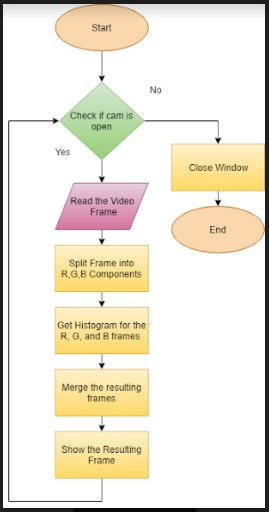 Start
No
Check if cam is
open
Yes
Close Window
Read the Video
Frame
End
Split Frame into
R,G,B Components
Get Histogram for the
R, G, and B frames
Merge the resulting
frames
Show the Resulting
Frame